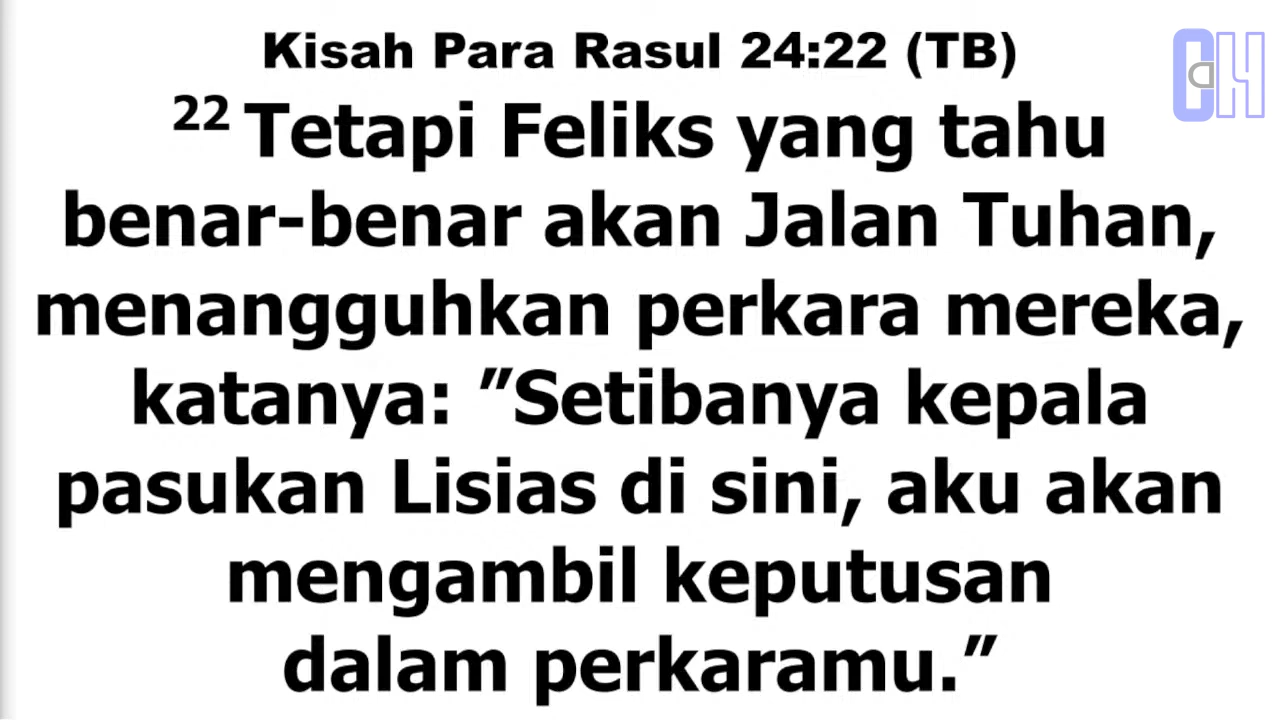 Kisah Para Rasul 24:22 (TB)
22 Tetapi Feliks yang tahu
benar-benar akan Jalan Tuhan,
menangguhkan perkara mereka,
katanya: ”Setibanya kepala
pasukan Lisias di sini, aku akan
mengambil keputusan
dalam perkaramu.”